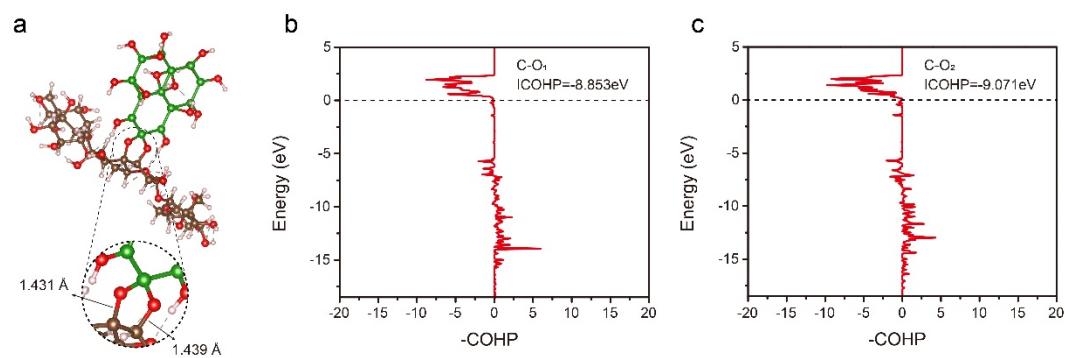 a
1.431 Å
1.439 Å
b
C-O₁
ICOHP=-8.853eV
Energy (eV)
5
0
-5
-10
-15
-20 -15 -10 -5 0 5 10 15 20
-COHP
c
C-O₂
ICOHP=-9.071eV
Energy (eV)
5
0
-5
-10
-15
-20 -15 -10 -5 0 5 10 15 20
-COHP